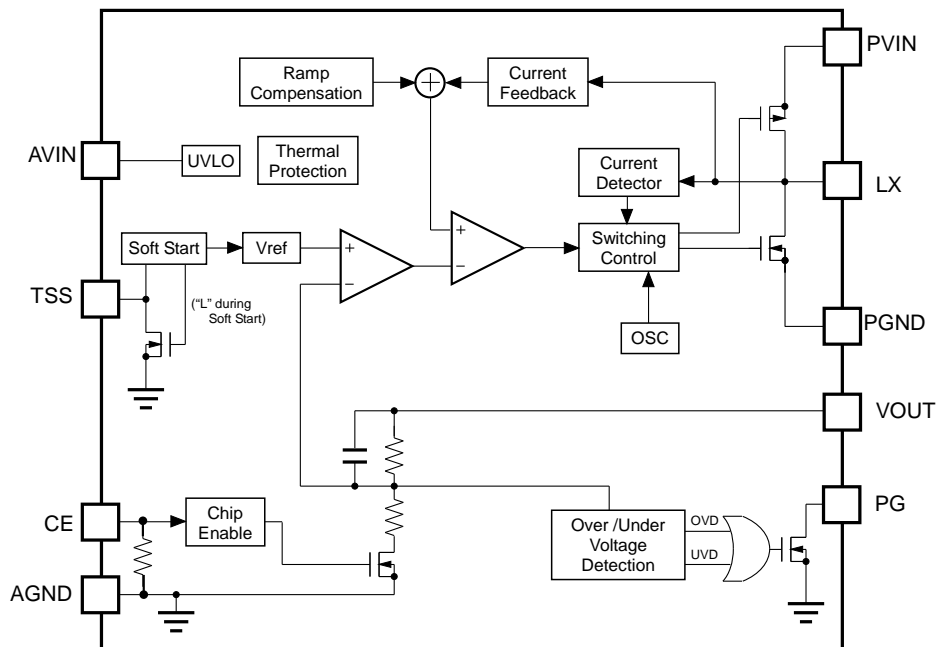 PVIN
Ramp
Compensation
+
Current
Feedback
AVIN
UVLO
Thermal
Protection
Current
Detector
LX
Soft Start
Vref
+
−
+
−
Switching
Control
TSS
("L" during
Soft Start)
OSC
PGND
VOUT
CE
Chip
Enable
PG
Over /Under
Voltage
Detection
OVD
UVD
AGND